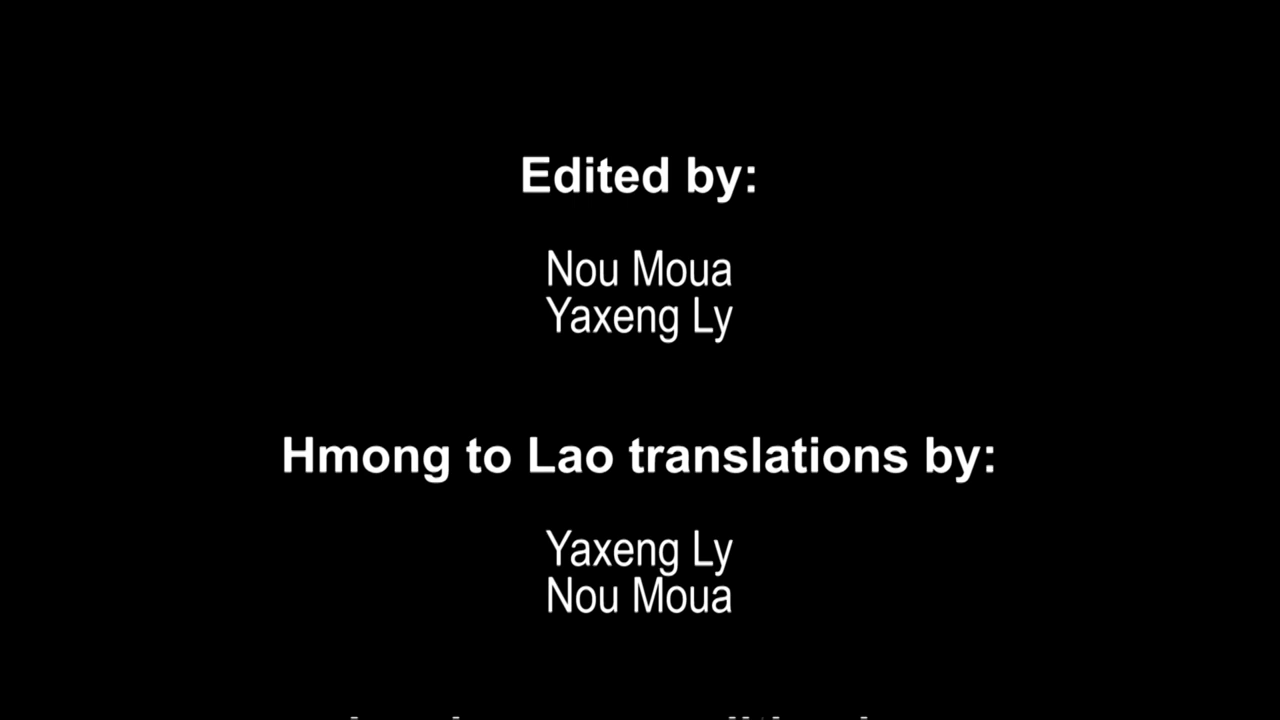 Edited by:
Nou Moua
Yaxeng Ly
Hmong to Lao translations by:
Yaxeng Ly
Nou Moua